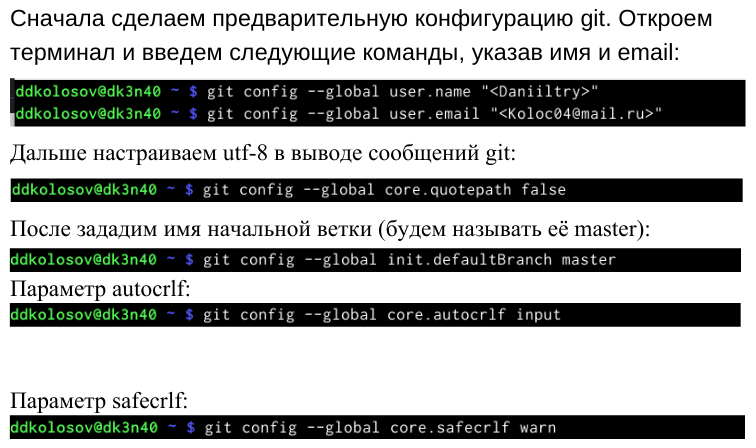 Сначала сделаем предварительную конфигурацию git. Откроем
терминал и введем следующие команды, указав имя и email:
ddkolosov@dk3n40 ~ $ git config --global user.name "<Daniiltry>"
ddkolosov@dk3n40 ~ $ git config --global user.email "<Koloc04@mail.ru>"
Дальше настраиваем utf-8 в выводе сообщений git:
ddkolosov@dk3n40 ~ $ git config --global core.quotepath false
После зададим имя начальной ветки (будем называть её master):
ddkolosov@dk3n40 ~ $ git config --global init.defaultBranch master
Параметр autocrlf:
ddkolosov@dk3n40 ~ $ git config --global core.autocrlf input
Параметр safecrlf:
ddkolosov@dk3n40 ~ $ git config --global core.safecrlf warn